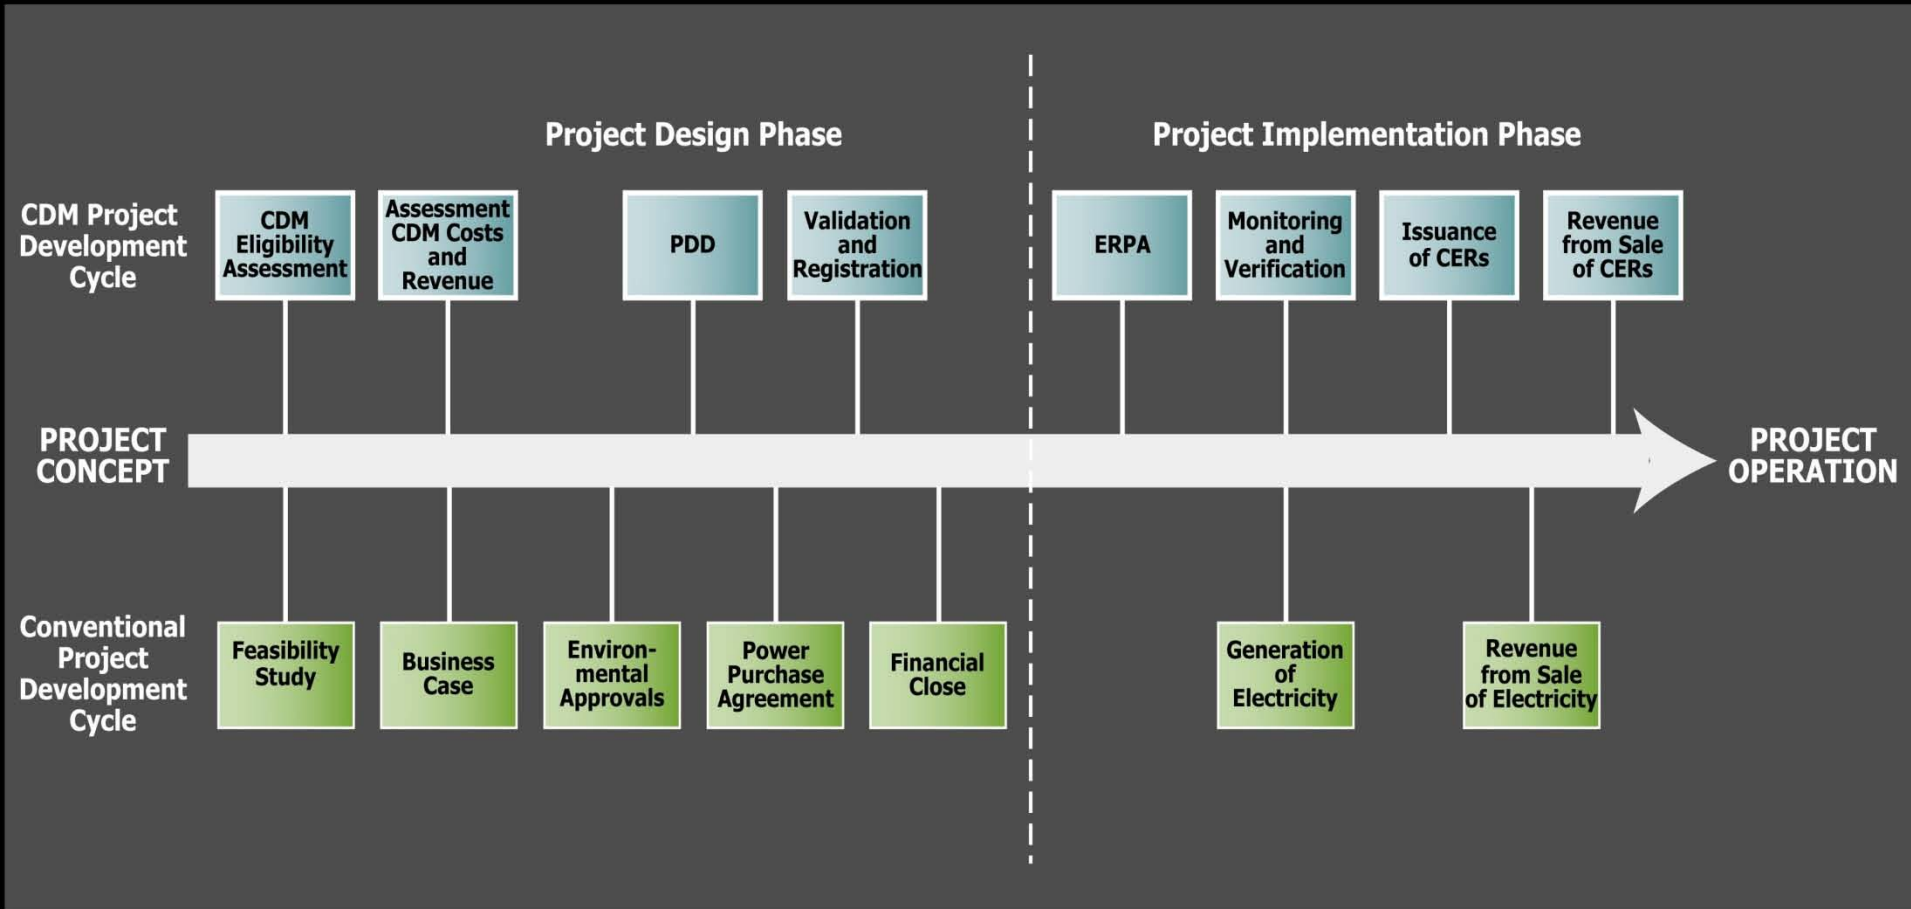 Project Design Phase
Project Implementation Phase
CDM Project
Development
Cycle
CDM
Eligibility
Assessment
Assessment
CDM Costs
and
Revenue
PDD
Validation
and
Registration
ERPA
Monitoring
and
Verification
Issuance
of CERs
Revenue
from Sale
of CERs
PROJECT
CONCEPT
PROJECT
OPERATION
Conventional
Project
Development
Cycle
Feasibility
Study
Business
Case
Environ-
mental
Approvals
Power
Purchase
Agreement
Financial
Close
Generation
of
Electricity
Revenue
from Sale
of Electricity